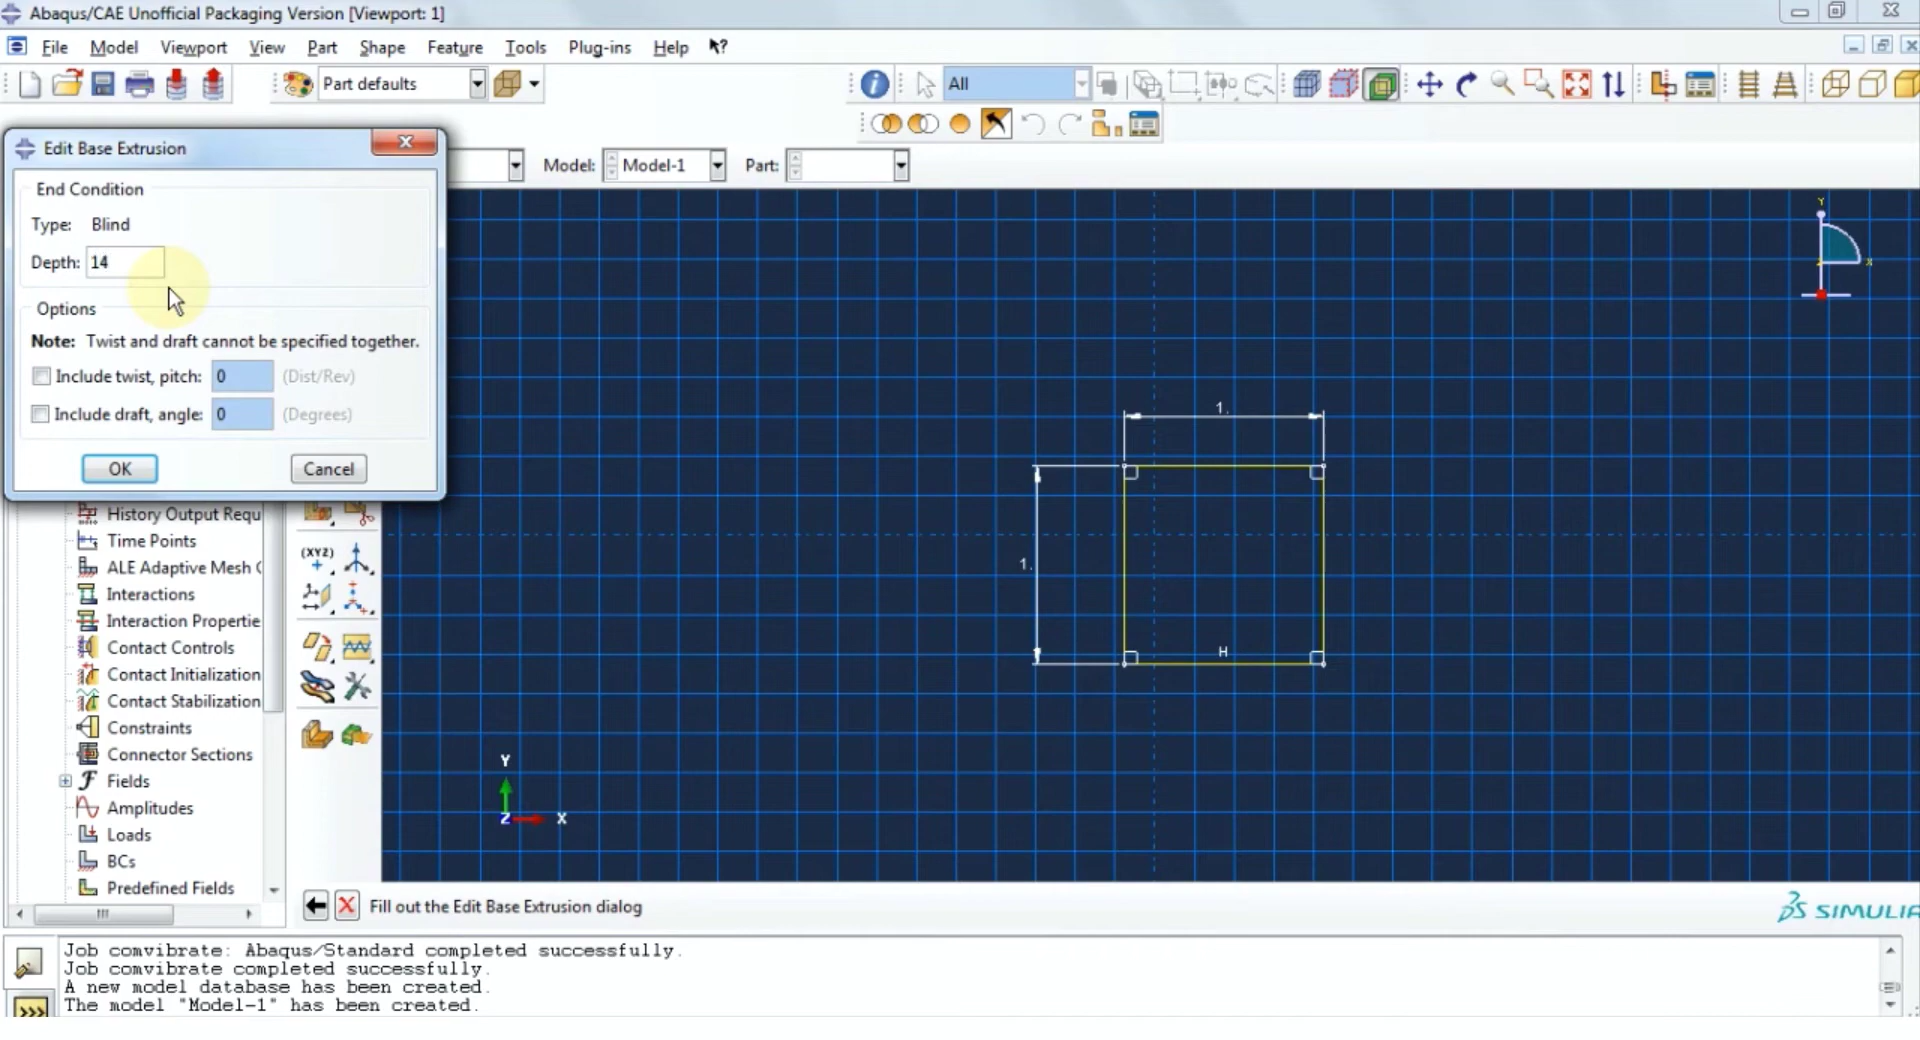 Abaqus/CAE Unofficial Packaging Version [Viewport: 1]
File Model Viewport View Part Shape Feature Tools Plug-ins Help ?
Part defaults
All
Edit Base Extrusion
Model: Model-1 Part:
End Condition
Type: Blind
Depth: 14
Options
Note: Twist and draft cannot be specified together.
Include twist, pitch: 0 (Dist/Rev)
Include draft, angle: 0 (Degrees)
OK Cancel
History Output Requ
Time Points
ALE Adaptive Mesh C
Interactions
Interaction Propertie
Contact Controls
Contact Initialization
Contact Stabilization
Constraints
Connector Sections
Fields
Amplitudes
Loads
BCs
Predefined Fields
(XYZ)
Y
X
1.
1.
H
Y
Z X
Fill out the Edit Base Extrusion dialog
SIMULIA
Job comvibrate: Abaqus/Standard completed successfully.
Job comvibrate completed successfully.
A new model database has been created.
The model "Model-1" has been created.
>>>